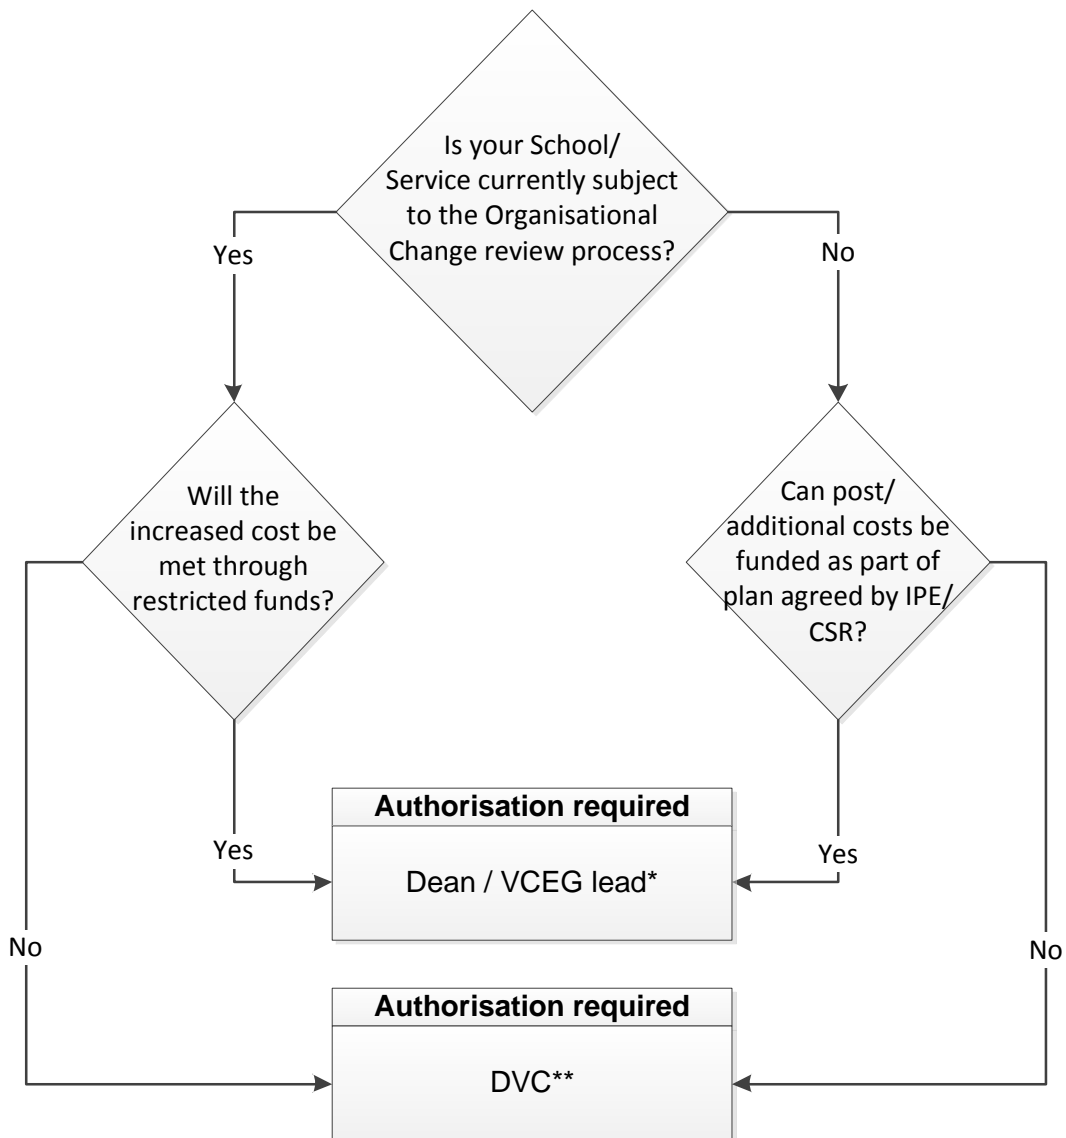 Is your School/
Service currently subject
to the Organisational
Change review process?
Yes
No
Will the
increased cost be
met through
restricted funds?
Can post/
additional costs be
funded as part of
plan agreed by IPE/
CSR?
Authorisation required
Yes
Dean / VCEG lead*
Yes
No
No
Authorisation required
DVC**